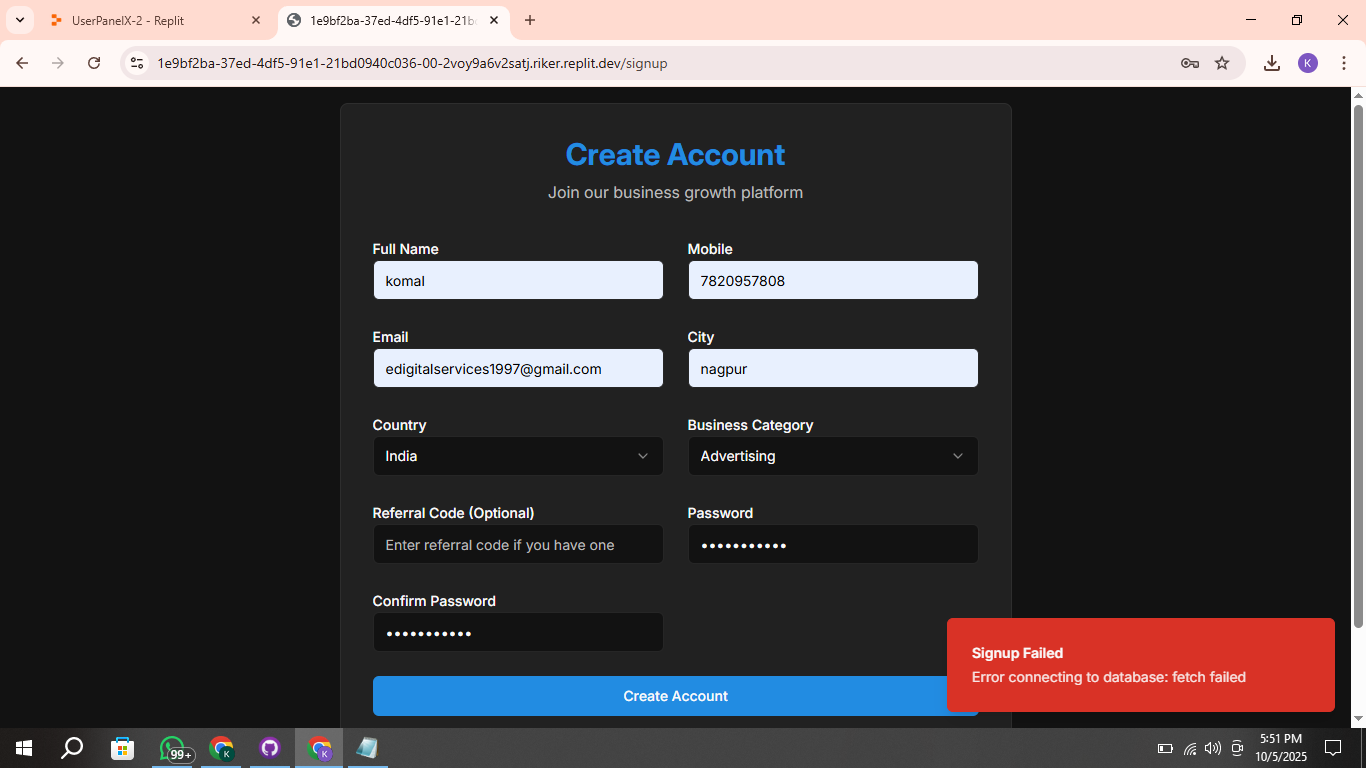 UserPanelX-2 - Replit
1e9bf2ba-37ed-4df5-91e1-21b
1e9bf2ba-37ed-4df5-91e1-21bd0940c036-00-2voy9a6v2satj.riker.replit.dev/signup
K
Create Account
Join our business growth platform
Full Name
Mobile
komal
7820957808
Email
City
edigitalservices1997@gmail.com
nagpur
Country
Business Category
India
Advertising
Referral Code (Optional)
Password
Enter referral code if you have one
•••••••••••
Confirm Password
•••••••••••
Signup Failed
Error connecting to database: fetch failed
Create Account
99+
K
K
5:51 PM
10/5/2025